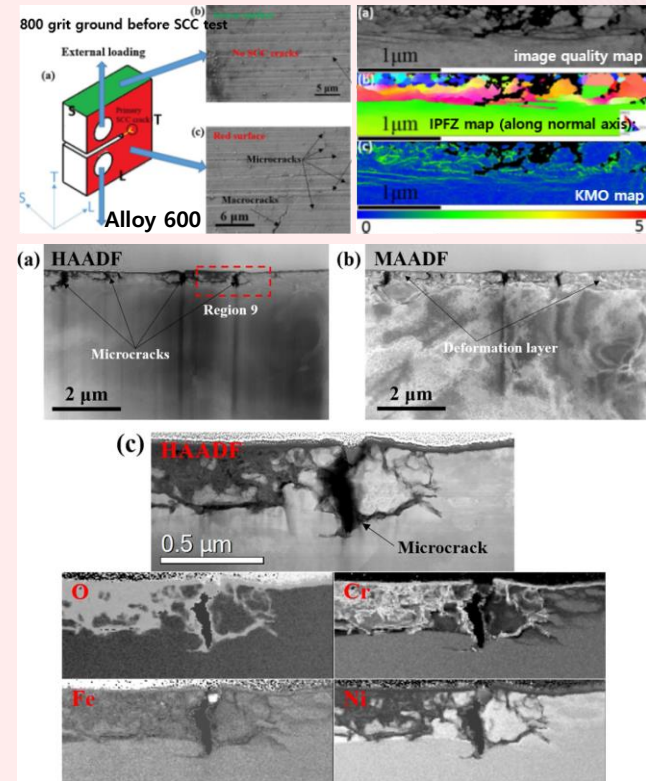 800 grit ground before SCC test
External loading
(a)
S
Primary
SCC crack
T
L
T
S
L
Alloy 600
(b)
No SCC cracks
5 μm
(c)
Red surface
Microcracks
Macrocracks
6 μm
(a)
1μm
image quality map
(b)
1μm
IPFZ map (along normal axis):
(c)
1μm
KMO map
0
5
(a)
HAADF
Region 9
Microcracks
2 μm
(b)
MAADF
Deformation layer
2 μm
(c)
HAADF
0.5 μm
Microcrack
O
Cr
Fe
Ni